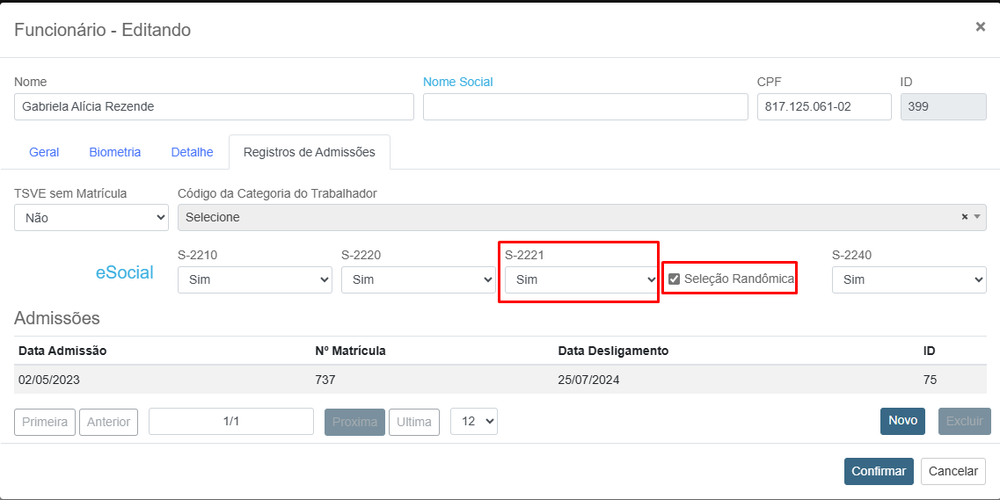 Funcionário - Editando ×
Nome Nome Social CPF ID
Gabriela Alícia Rezende 817.125.061-02 399
Geral Biometria Detalhe Registros de Admissões
TSVE sem Matrícula Código da Categoria do Trabalhador
Não Selecione ×
S-2210 S-2220 S-2221 S-2240
eSocial Sim Sim Sim Seleção Randômica Sim
Admissões
Data Admissão Nº Matrícula Data Desligamento ID
02/05/2023 737 25/07/2024 75
Primeira Anterior 1/1 Proxima Ultima 12 Novo Excluir
Confirmar Cancelar